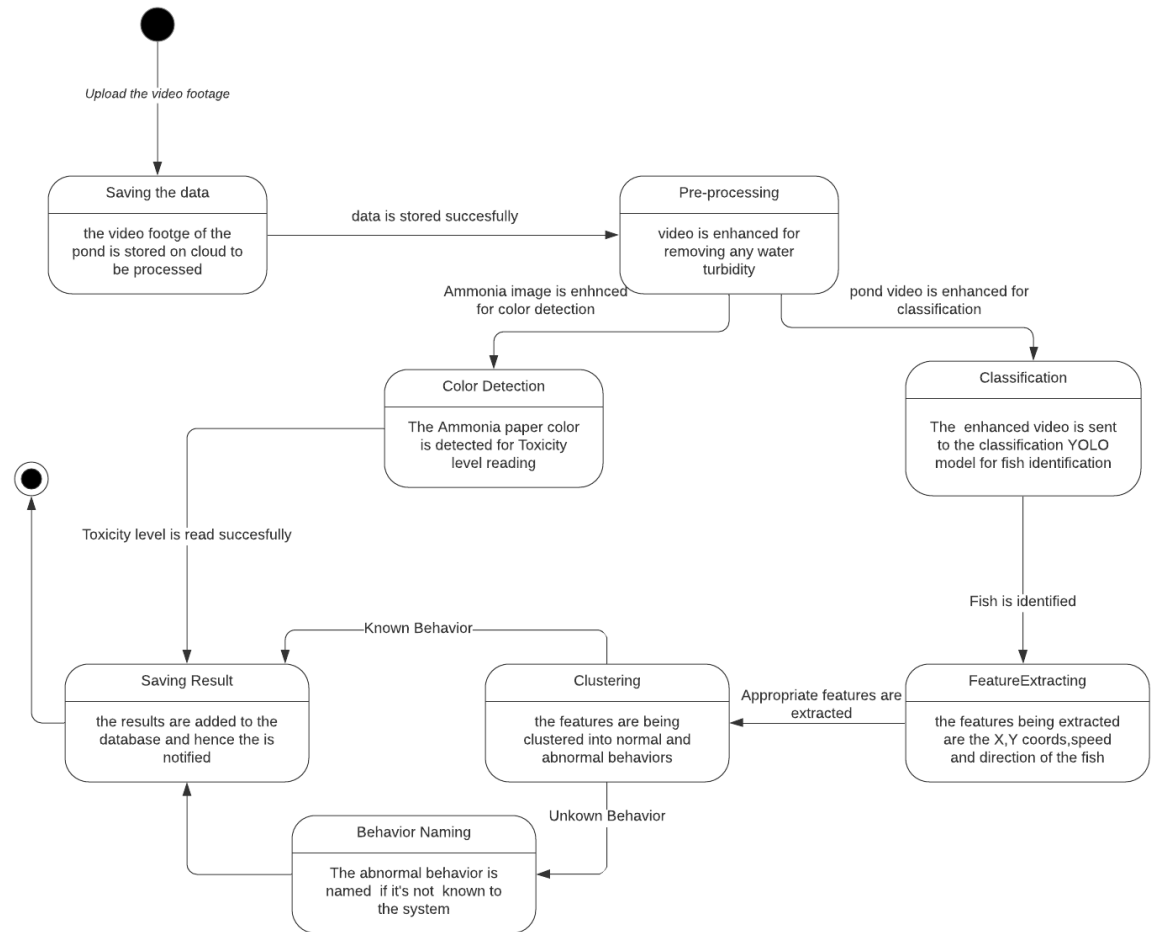 Upload the video footage
Saving the data
the video footge of the
pond is stored on cloud to
be processed
data is stored succesfully
Pre-processing
video is enhanced for
removing any water
turbidity
Ammonia image is enhnced
for color detection
pond video is enhanced for
classification
Color Detection
The Ammonia paper color
is detected for Toxicity
level reading
Classification
The enhanced video is sent
to the classification YOLO
model for fish identification
Toxicity level is read succesfully
Fish is identified
Known Behavior
Saving Result
the results are added to the
database and hence the is
notified
Clustering
the features are being
clustered into normal and
abnormal behaviors
Appropriate features are
extracted
FeatureExtracting
the features being extracted
are the X,Y coords,speed
and direction of the fish
Unkown Behavior
Behavior Naming
The abnormal behavior is
named if it's not known to
the system